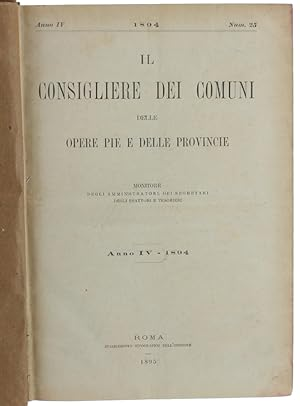 Anno IV 1894 Num. 25
IL
CONSIGLIERE DEI COMUNI
DELLE
OPERE PIE E DELLE PROVINCIE
MONITORE
DEGLI AMMINISTRATORI, DEI SEGRETARI
DEGLI ESATTORI E TESORIERI
Anno IV - 1894
ROMA
STABILIMENTO TIPOGRAFICO DELL'OPINIONE
1895